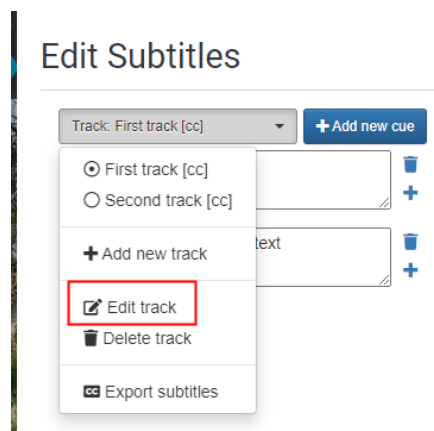 Edit Subtitles
Track: First track [cc]
Add new cue
First track [cc]
Second track [cc]
text
Add new track
Edit track
Delete track
CC Export subtitles